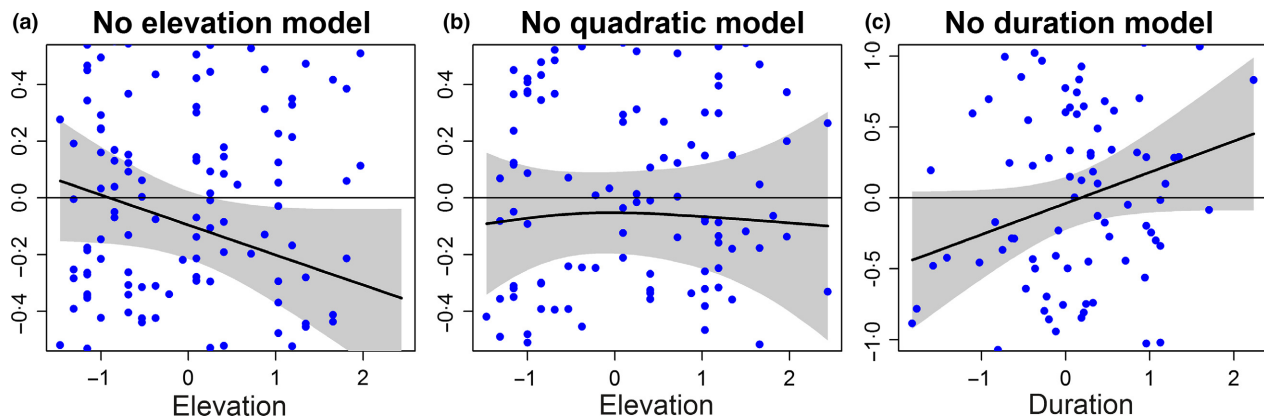 (a) No elevation model (b) No quadratic model (c) No duration model
0·4 0·2 0·0 −0·2 −0·4
−1 0 1 2
Elevation
0·4 0·2 0·0 −0·2 −0·4
−1 0 1 2
Elevation
1·0 0·5 0·0 −0·5 −1·0
−1 0 1 2
Duration